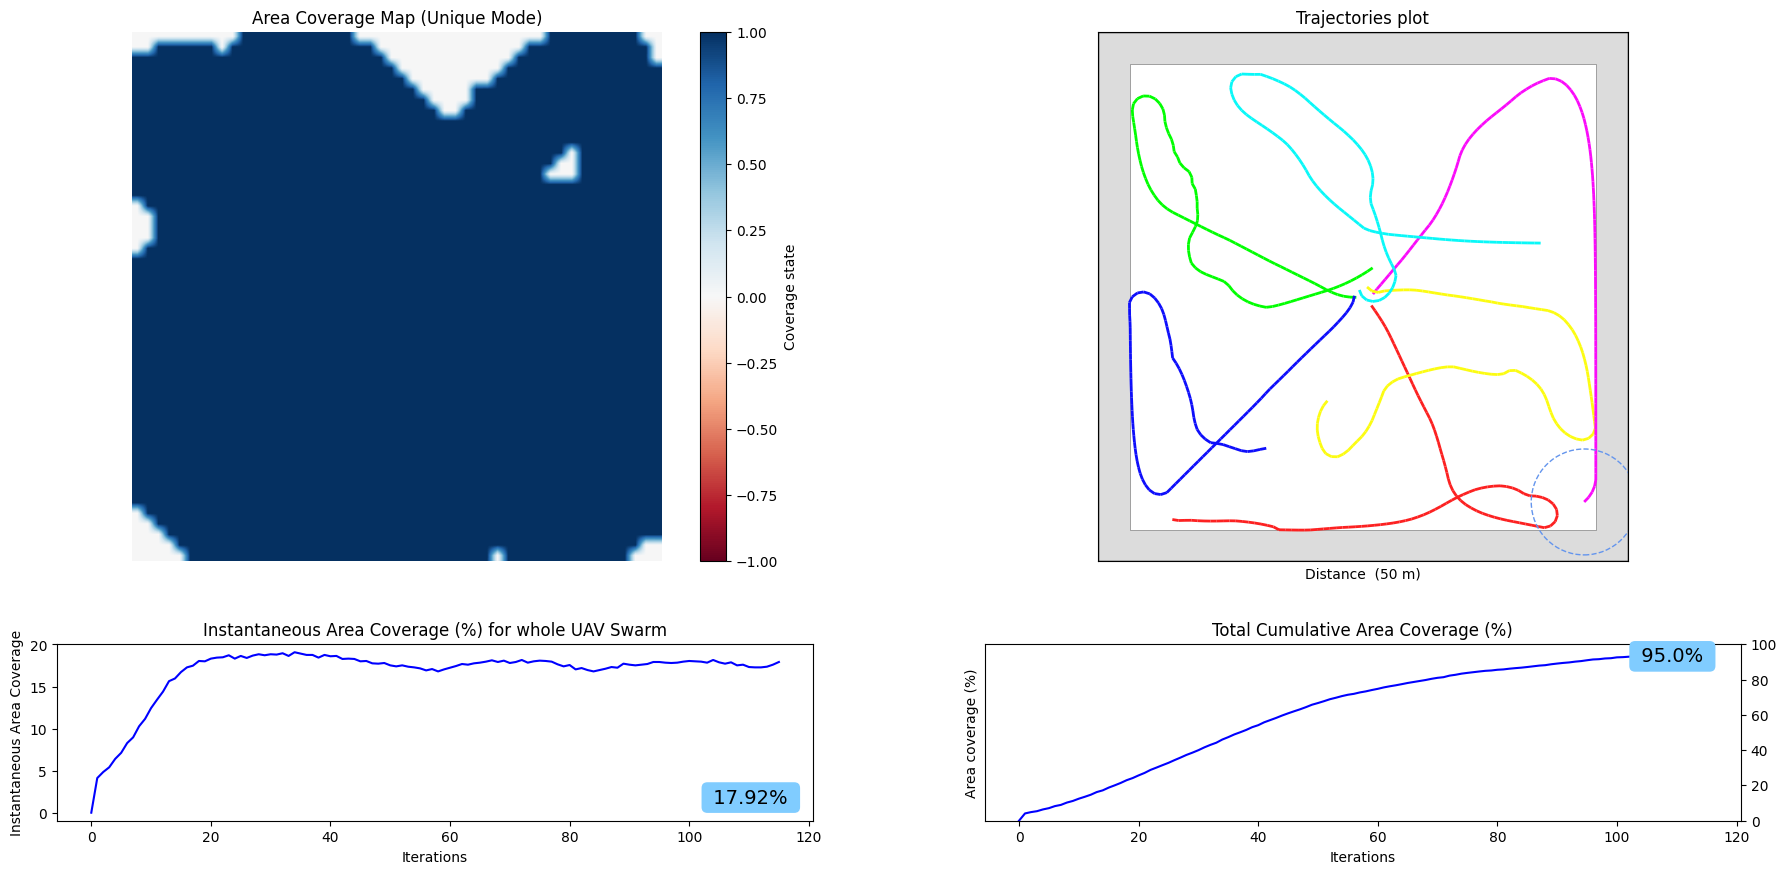 Area Coverage Map (Unique Mode)
1.00
0.75
0.50
0.25
0.00
−0.25
−0.50
−0.75
−1.00
Coverage state
Trajectories plot
Distance  (50 m)
Instantaneous Area Coverage (%) for whole UAV Swarm
Instantaneous Area Coverage
20
15
10
5
0
17.92%
0 20 40 60 80 100 120
Iterations
Total Cumulative Area Coverage (%)
Area coverage (%)
95.0%
100
80
60
40
20
0
0 20 40 60 80 100 120
Iterations